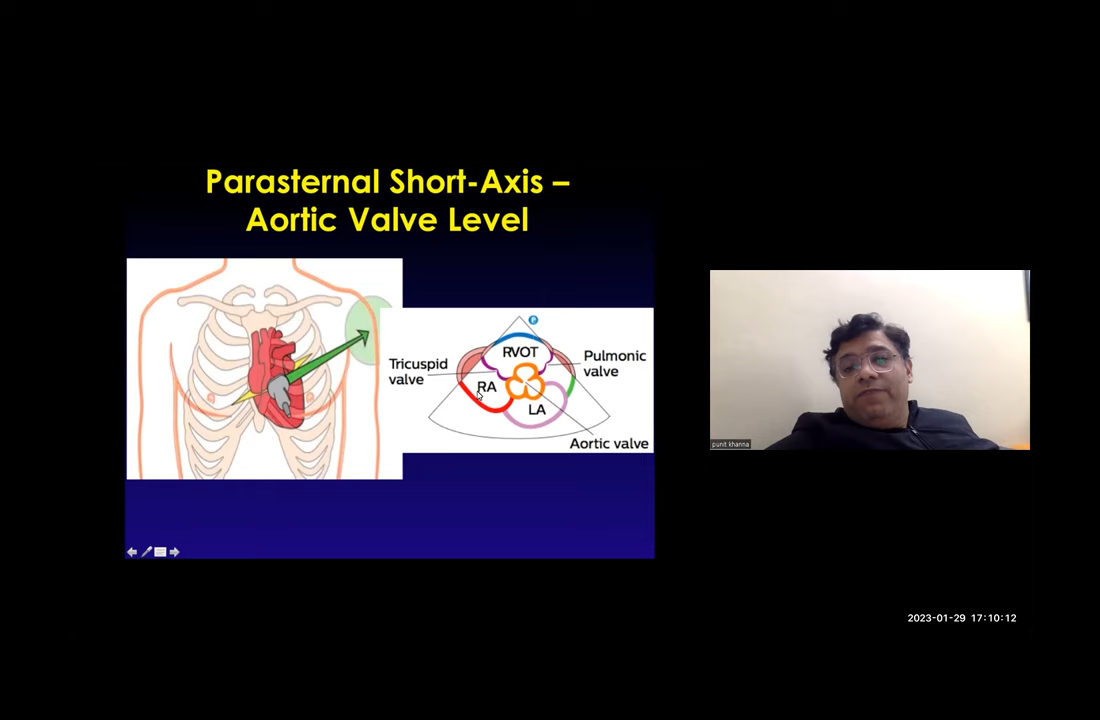 Parasternal Short-Axis –
Aortic Valve Level
P
RVOT
Tricuspid
valve
Pulmonic
valve
RA
LA
Aortic valve
punit khanna
2023-01-29 17:10:12